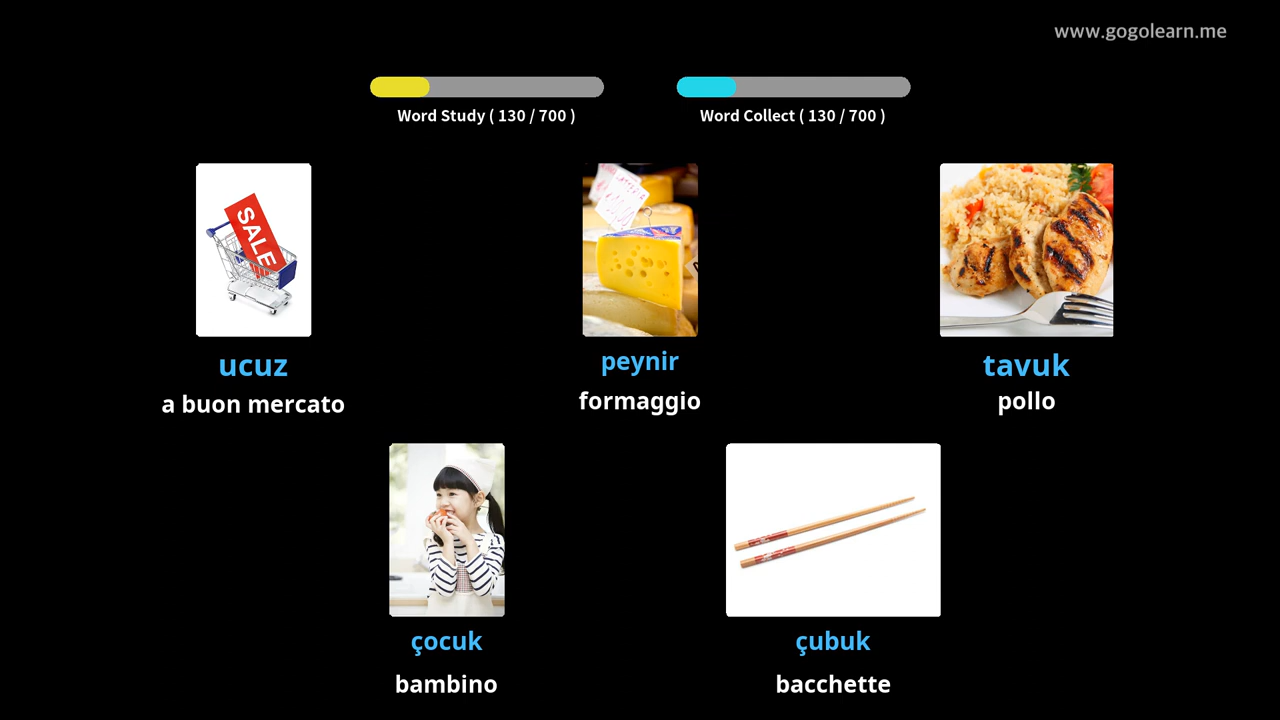 www.gogolearn.me
Word Study ( 130 / 700 )
Word Collect ( 130 / 700 )
SALE
ucuz
peynir
tavuk
a buon mercato
formaggio
pollo
çocuk
çubuk
bambino
bacchette